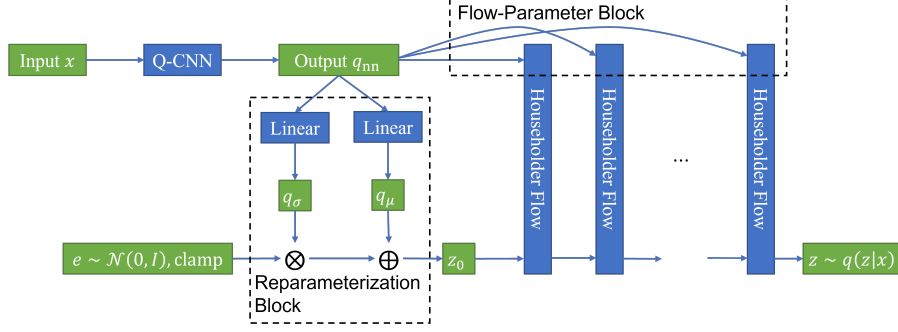 Flow-Parameter Block
Input x
Q-CNN
Output q_nn
Householder Flow
Householder Flow
Householder Flow
Linear
Linear
...
q_σ
q_μ
e ~ 𝒩(0, I), clamp
⊗
⊕
z_0
z ~ q(z|x)
Reparameterization
Block